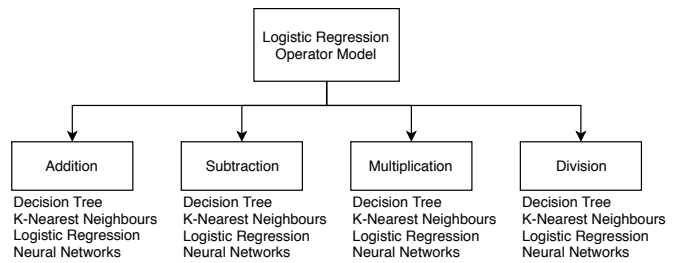 Logistic Regression
Operator Model
Addition
Subtraction
Multiplication
Division
Decision Tree
K-Nearest Neighbours
Logistic Regression
Neural Networks
Decision Tree
K-Nearest Neighbours
Logistic Regression
Neural Networks
Decision Tree
K-Nearest Neighbours
Logistic Regression
Neural Networks
Decision Tree
K-Nearest Neighbours
Logistic Regression
Neural Networks